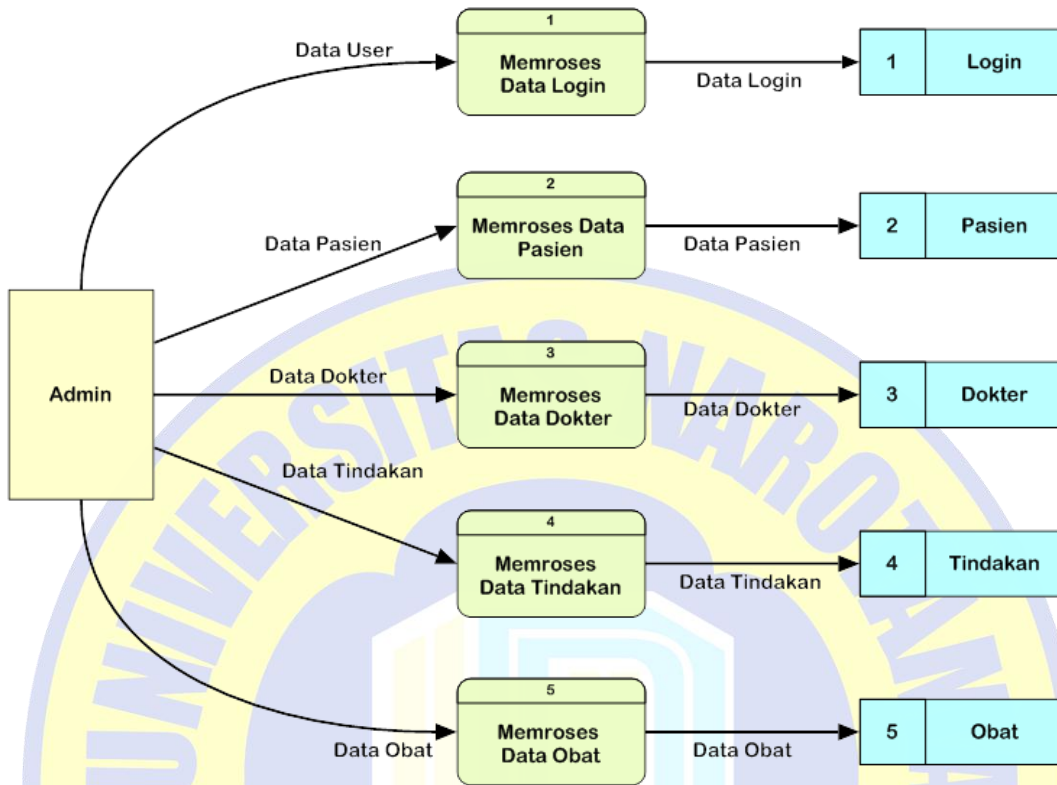 Data User
1
Memroses
Data Login
Data Login
1
Login
Data Pasien
2
Memroses Data
Pasien
Data Pasien
2
Pasien
Admin
Data Dokter
3
Memroses
Data Dokter
Data Dokter
3
Dokter
Data Tindakan
4
Memroses
Data Tindakan
Data Tindakan
4
Tindakan
Data Obat
5
Memroses
Data Obat
Data Obat
5
Obat
UNIVERSITAS